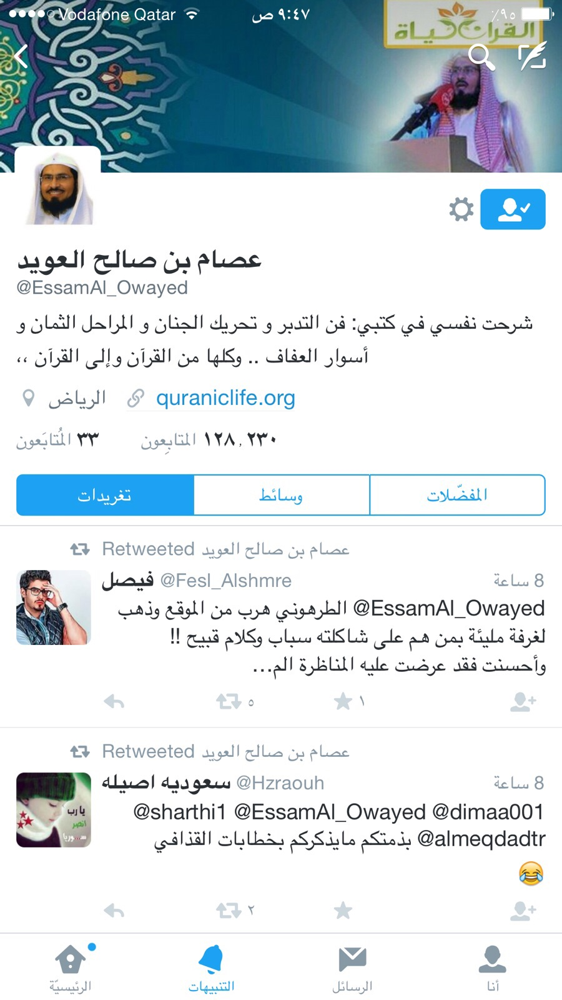 Vodafone Qatar ٩:٤٧ ص ٪٩٥
القرآن حياة
عصام بن صالح العويد
@EssamAl_Owayed
شرحت نفسي في كتبي: فن التدبر و تحريك الجنان و المراحل الثمان و
أسوار العفاف .. وكلها من القرآن وإلى القرآن ،،
الرياض quraniclife.org
٣٣ المُتابَعون ١٢٨,٢٣٠ المتابِعون
تغريدات وسائط المفضّلات
Retweeted عصام بن صالح العويد
فيصل @Fesl_Alshmre 8 ساعة
@EssamAl_Owayed الطرهوني هرب من الموقع وذهب
لغرفة مليئة بمن هم على شاكلته سباب وكلام قبيح !!
وأحسنت فقد عرضت عليه المناظرة الم...
٥ ١
Retweeted عصام بن صالح العويد
سعوديه اصيله @Hzraouh 8 ساعة
يارب
انصر
سـوريا
@sharthi1 @EssamAl_Owayed @dimaa001
@almeqdadtr بذمتكم مايذكركم بخطابات القذافي
😂
٢
الرئيسيّة التنبيهات الرسائل أنا